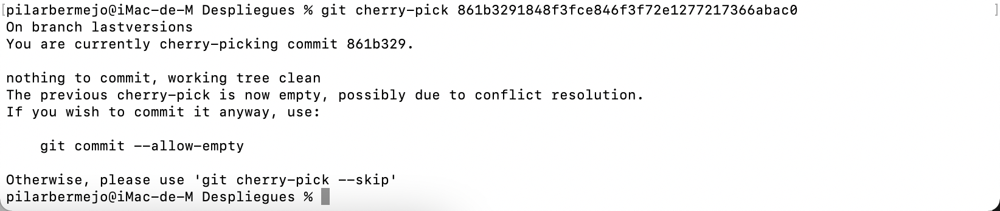 [pilarbermejo@iMac-de-M Despliegues % git cherry-pick 861b3291848f3fce846f3f72e1277217366abac0 ]
On branch lastversions
You are currently cherry-picking commit 861b329.
nothing to commit, working tree clean
The previous cherry-pick is now empty, possibly due to conflict resolution.
If you wish to commit it anyway, use:
git commit --allow-empty
Otherwise, please use 'git cherry-pick --skip'
pilarbermejo@iMac-de-M Despliegues %